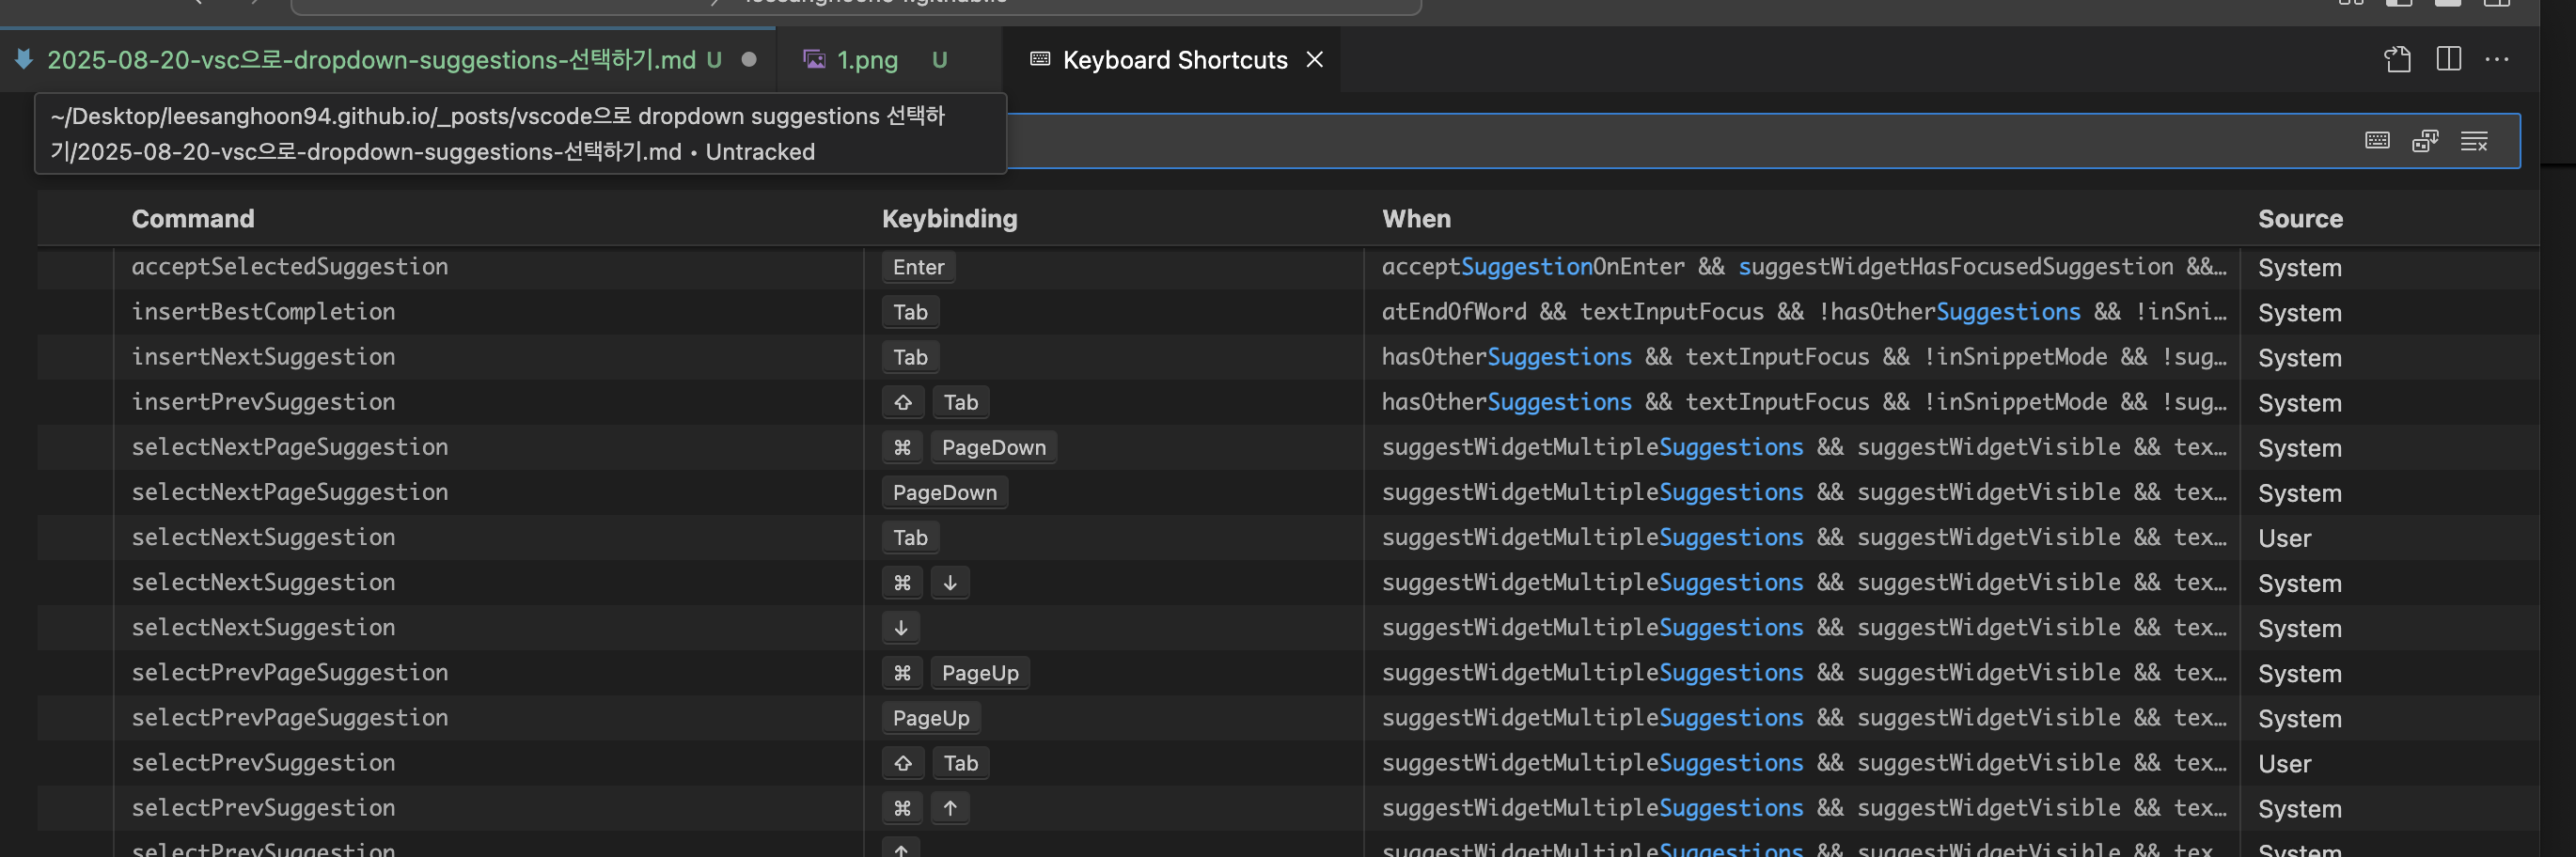 2025-08-20-vsc으로-dropdown-suggestions-선택하기.md U
1.png U
Keyboard Shortcuts
~/Desktop/leesanghoon94.github.io/_posts/vscode으로 dropdown suggestions 선택하
기/2025-08-20-vsc으로-dropdown-suggestions-선택하기.md • Untracked
Command Keybinding When Source
acceptSelectedSuggestion Enter acceptSuggestionOnEnter && suggestWidgetHasFocusedSuggestion &&… System
insertBestCompletion Tab atEndOfWord && textInputFocus && !hasOtherSuggestions && !inSni… System
insertNextSuggestion Tab hasOtherSuggestions && textInputFocus && !inSnippetMode && !sug… System
insertPrevSuggestion ⇧ Tab hasOtherSuggestions && textInputFocus && !inSnippetMode && !sug… System
selectNextPageSuggestion ⌘ PageDown suggestWidgetMultipleSuggestions && suggestWidgetVisible && tex… System
selectNextPageSuggestion PageDown suggestWidgetMultipleSuggestions && suggestWidgetVisible && tex… System
selectNextSuggestion Tab suggestWidgetMultipleSuggestions && suggestWidgetVisible && tex… User
selectNextSuggestion ⌘ ↓ suggestWidgetMultipleSuggestions && suggestWidgetVisible && tex… System
selectNextSuggestion ↓ suggestWidgetMultipleSuggestions && suggestWidgetVisible && tex… System
selectPrevPageSuggestion ⌘ PageUp suggestWidgetMultipleSuggestions && suggestWidgetVisible && tex… System
selectPrevPageSuggestion PageUp suggestWidgetMultipleSuggestions && suggestWidgetVisible && tex… System
selectPrevSuggestion ⇧ Tab suggestWidgetMultipleSuggestions && suggestWidgetVisible && tex… User
selectPrevSuggestion ⌘ ↑ suggestWidgetMultipleSuggestions && suggestWidgetVisible && tex… System
selectPrevSuggestion ↑ suggestWidgetMultipleSuggestions && suggestWidgetVisible && tex… System